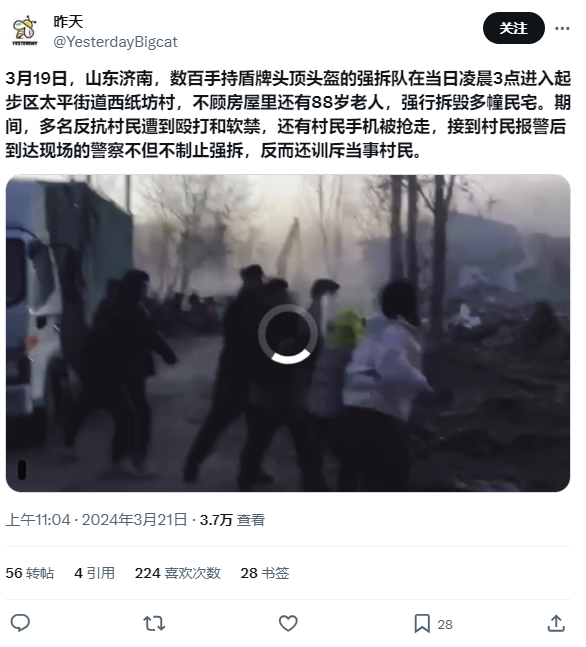 昨天
@YesterdayBigcat
关注
YESTERDAY
3月19日，山东济南，数百手持盾牌头顶头盔的强拆队在当日凌晨3点进入起
步区太平街道西纸坊村，不顾房屋里还有88岁老人，强行拆毁多幢民宅。期
间，多名反抗村民遭到殴打和软禁，还有村民手机被抢走，接到村民报警后
到达现场的警察不但不制止强拆，反而还训斥当事村民。
上午11:04 · 2024年3月21日 · 3.7万 查看
56 转帖 4 引用 224 喜欢次数 28 书签
28